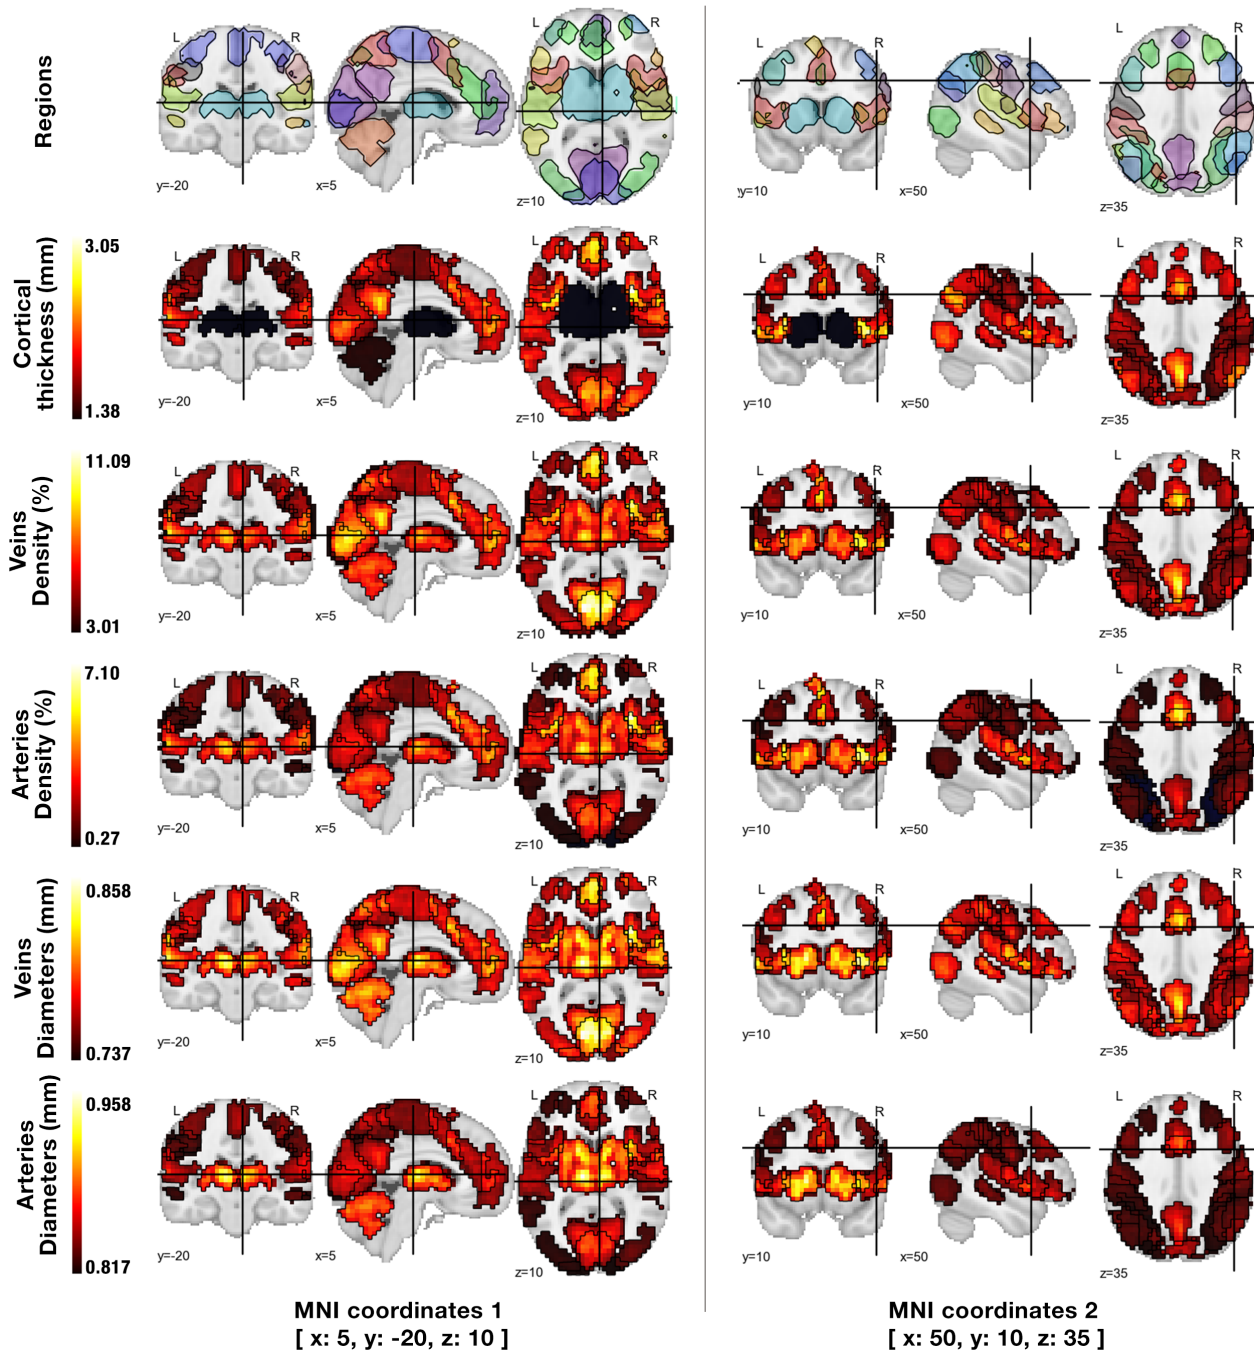 Regions
L
R
y=-20
x=5
L
R
z=10
L
R
y=10
x=50
L
R
z=35
Cortical
thickness (mm)
3.05
1.38
L
R
y=-20
x=5
L
R
z=10
L
R
y=10
x=50
L
R
z=35
Veins
Density (%)
11.09
3.01
L
R
y=-20
x=5
L
R
z=10
L
R
y=10
x=50
L
R
z=35
Arteries
Density (%)
7.10
0.27
L
R
y=-20
x=5
L
R
z=10
L
R
y=10
x=50
L
R
z=35
Veins
Diameters (mm)
0.858
0.737
L
R
y=-20
x=5
L
R
z=10
L
R
y=10
x=50
L
R
z=35
Arteries
Diameters (mm)
0.958
0.817
L
R
y=-20
x=5
L
R
z=10
L
R
y=10
x=50
L
R
z=35
MNI coordinates 1
[ x: 5, y: -20, z: 10 ]
MNI coordinates 2
[ x: 50, y: 10, z: 35 ]